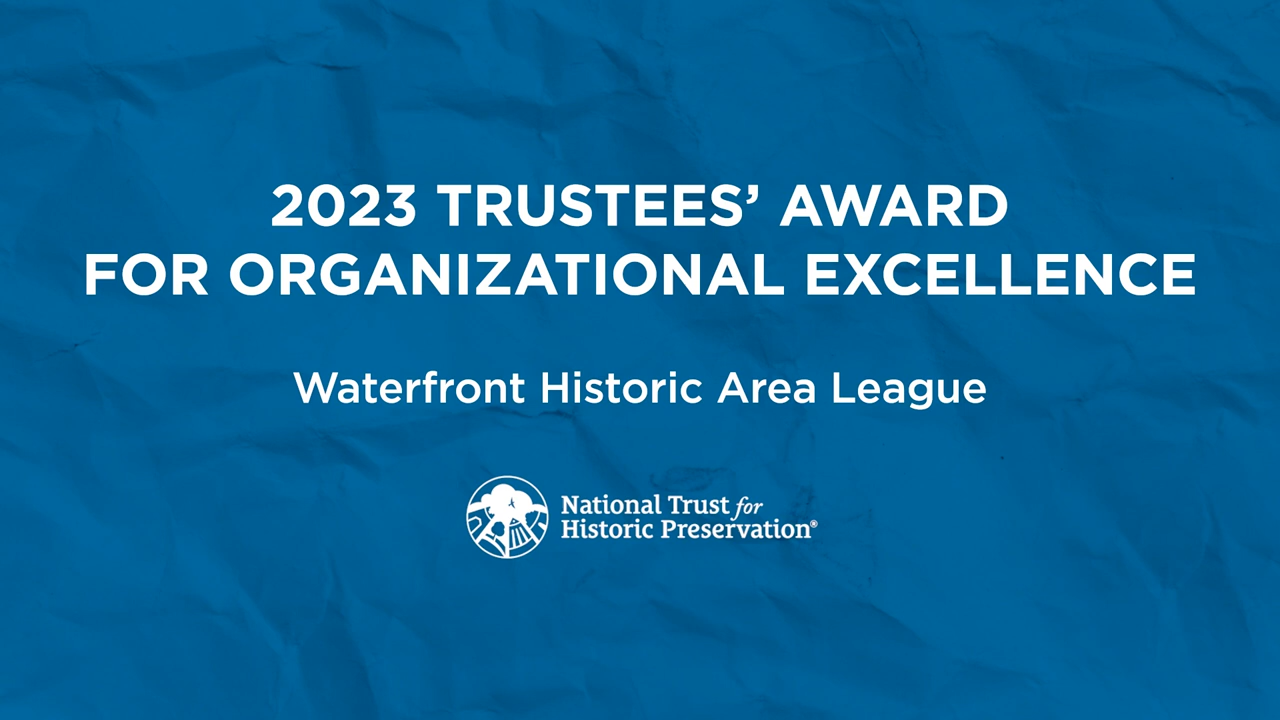 2023 TRUSTEES’ AWARD
FOR ORGANIZATIONAL EXCELLENCE
Waterfront Historic Area League
National Trust for
Historic Preservation®